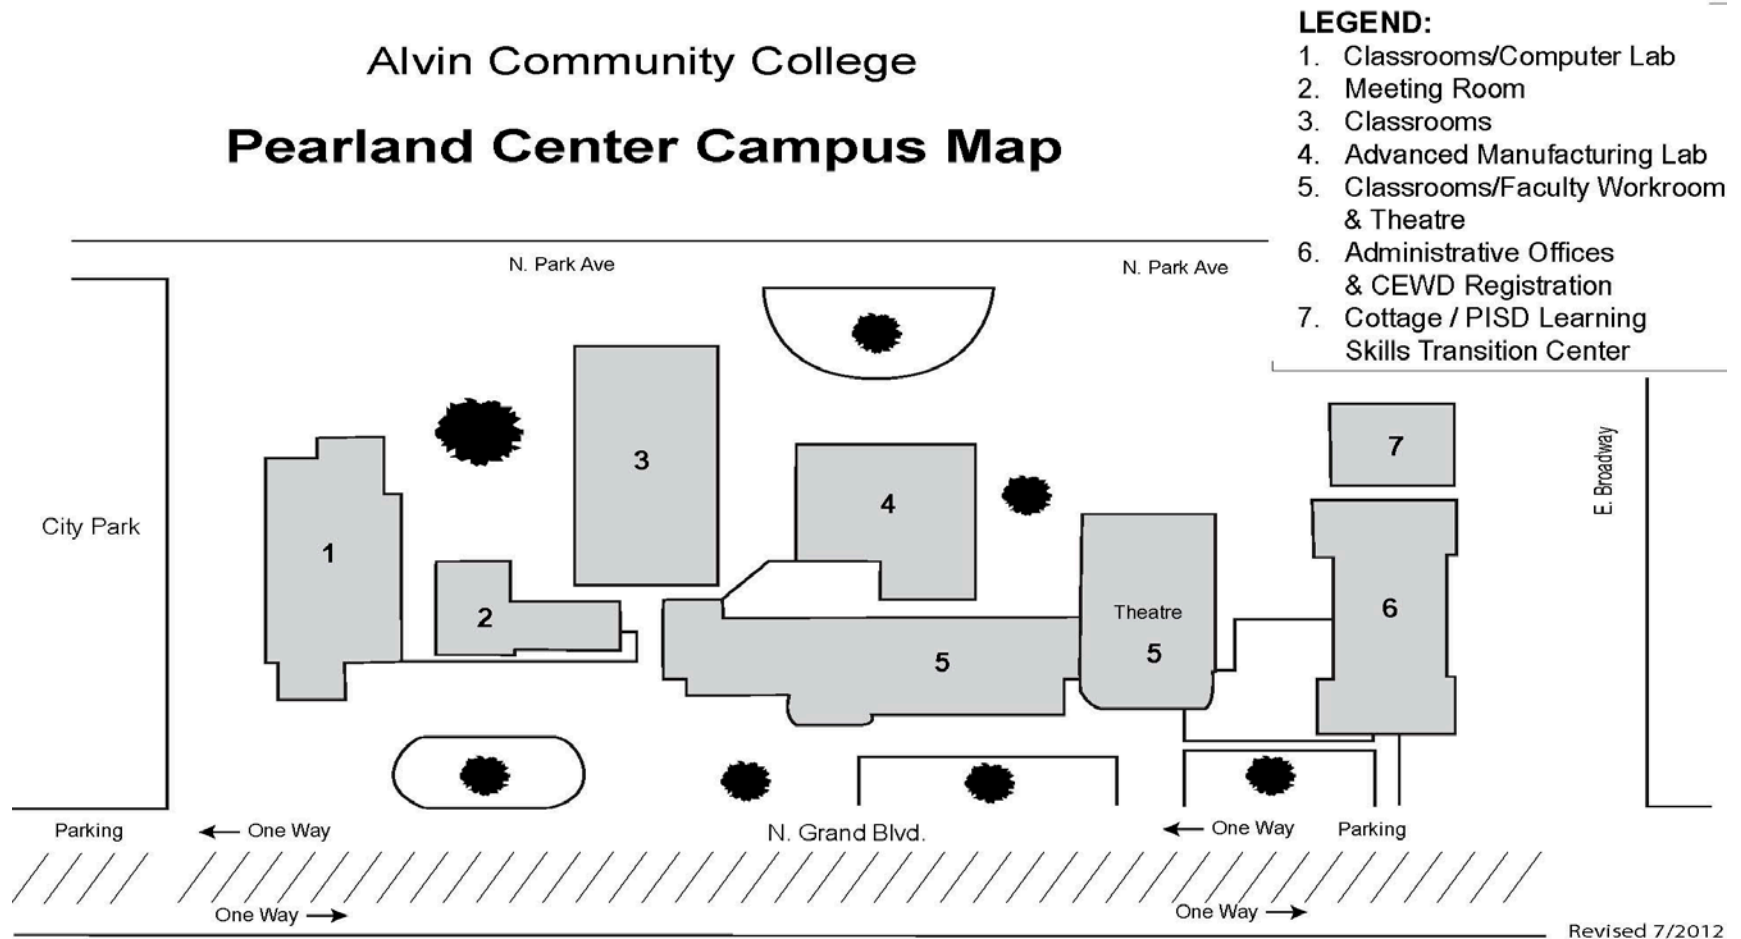 Alvin Community College
Pearland Center Campus Map
LEGEND:
1. Classrooms/Computer Lab
2. Meeting Room
3. Classrooms
4. Advanced Manufacturing Lab
5. Classrooms/Faculty Workroom
& Theatre
6. Administrative Offices
& CEWD Registration
7. Cottage / PISD Learning
Skills Transition Center
N. Park Ave
N. Park Ave
City Park
1
2
3
4
5
Theatre
5
6
7
E. Broadway
Parking
One Way
N. Grand Blvd.
One Way
Parking
One Way
One Way
Revised 7/2012